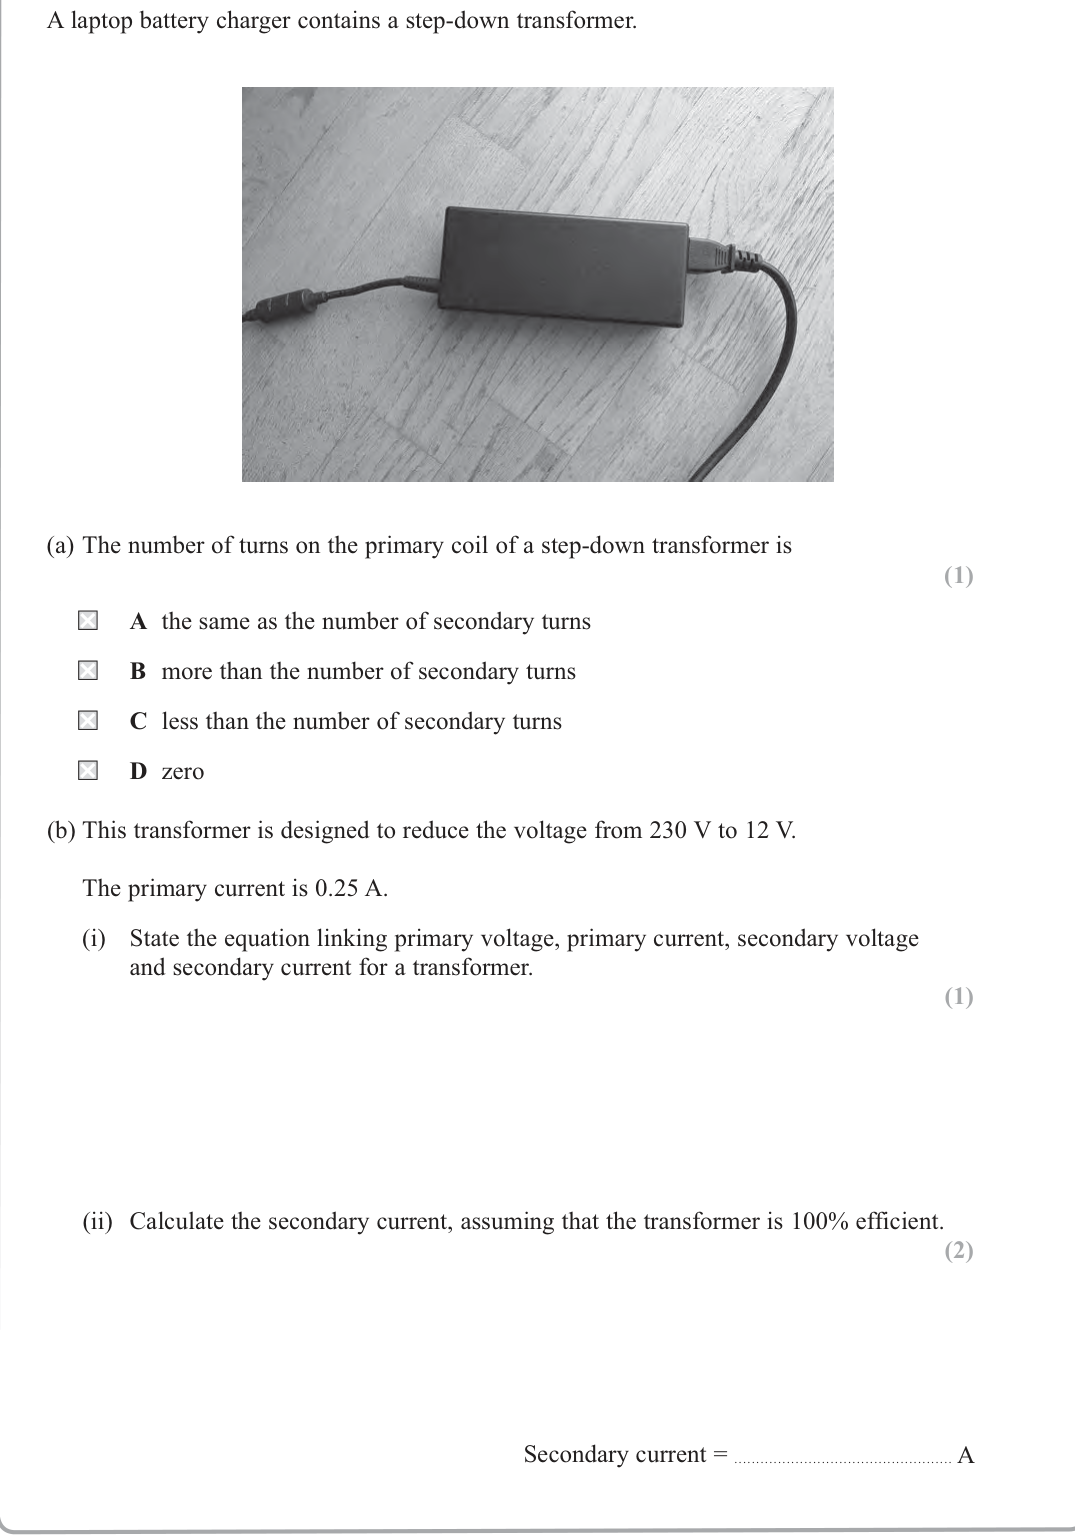 A laptop battery charger contains a step-down transformer.
(a) The number of turns on the primary coil of a step-down transformer is
(1)
A the same as the number of secondary turns
B more than the number of secondary turns
C less than the number of secondary turns
D zero
(b) This transformer is designed to reduce the voltage from 230 V to 12 V.
The primary current is 0.25 A.
(i) State the equation linking primary voltage, primary current, secondary voltage
and secondary current for a transformer.
(1)
(ii) Calculate the secondary current, assuming that the transformer is 100% efficient.
(2)
Secondary current = ................................................. A